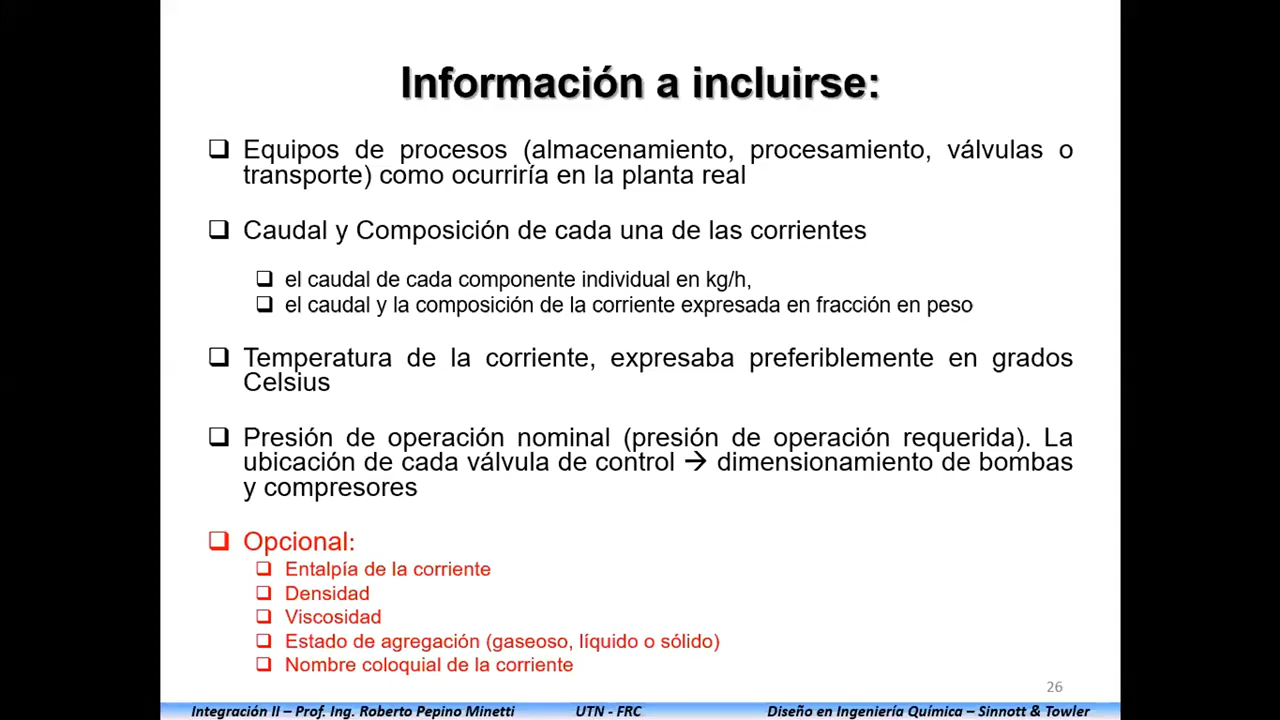 Información a incluirse:
❑ Equipos de procesos (almacenamiento, procesamiento, válvulas o
transporte) como ocurriría en la planta real
❑ Caudal y Composición de cada una de las corrientes
❑ el caudal de cada componente individual en kg/h,
❑ el caudal y la composición de la corriente expresada en fracción en peso
❑ Temperatura de la corriente, expresaba preferiblemente en grados
Celsius
❑ Presión de operación nominal (presión de operación requerida). La
ubicación de cada válvula de control → dimensionamiento de bombas
y compresores
❑ Opcional:
❑ Entalpía de la corriente
❑ Densidad
❑ Viscosidad
❑ Estado de agregación (gaseoso, líquido o sólido)
❑ Nombre coloquial de la corriente
26
Integración II – Prof. Ing. Roberto Pepino Minetti UTN - FRC Diseño en Ingeniería Química – Sinnott & Towler